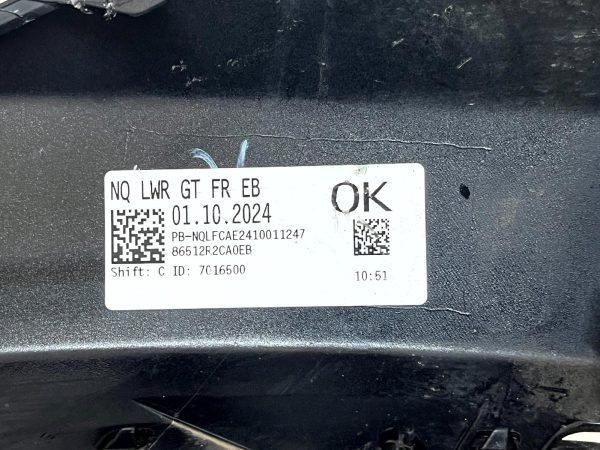 NQ LWR GT FR EB
OK
01.10.2024
PB-NQLFCAE2410011247
86512R2CA0EB
Shift: C ID: 7016500
10:51